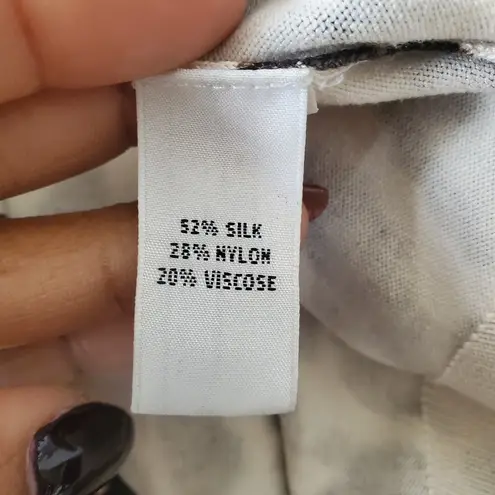 52% SILK
28% NYLON
20% VISCOSE